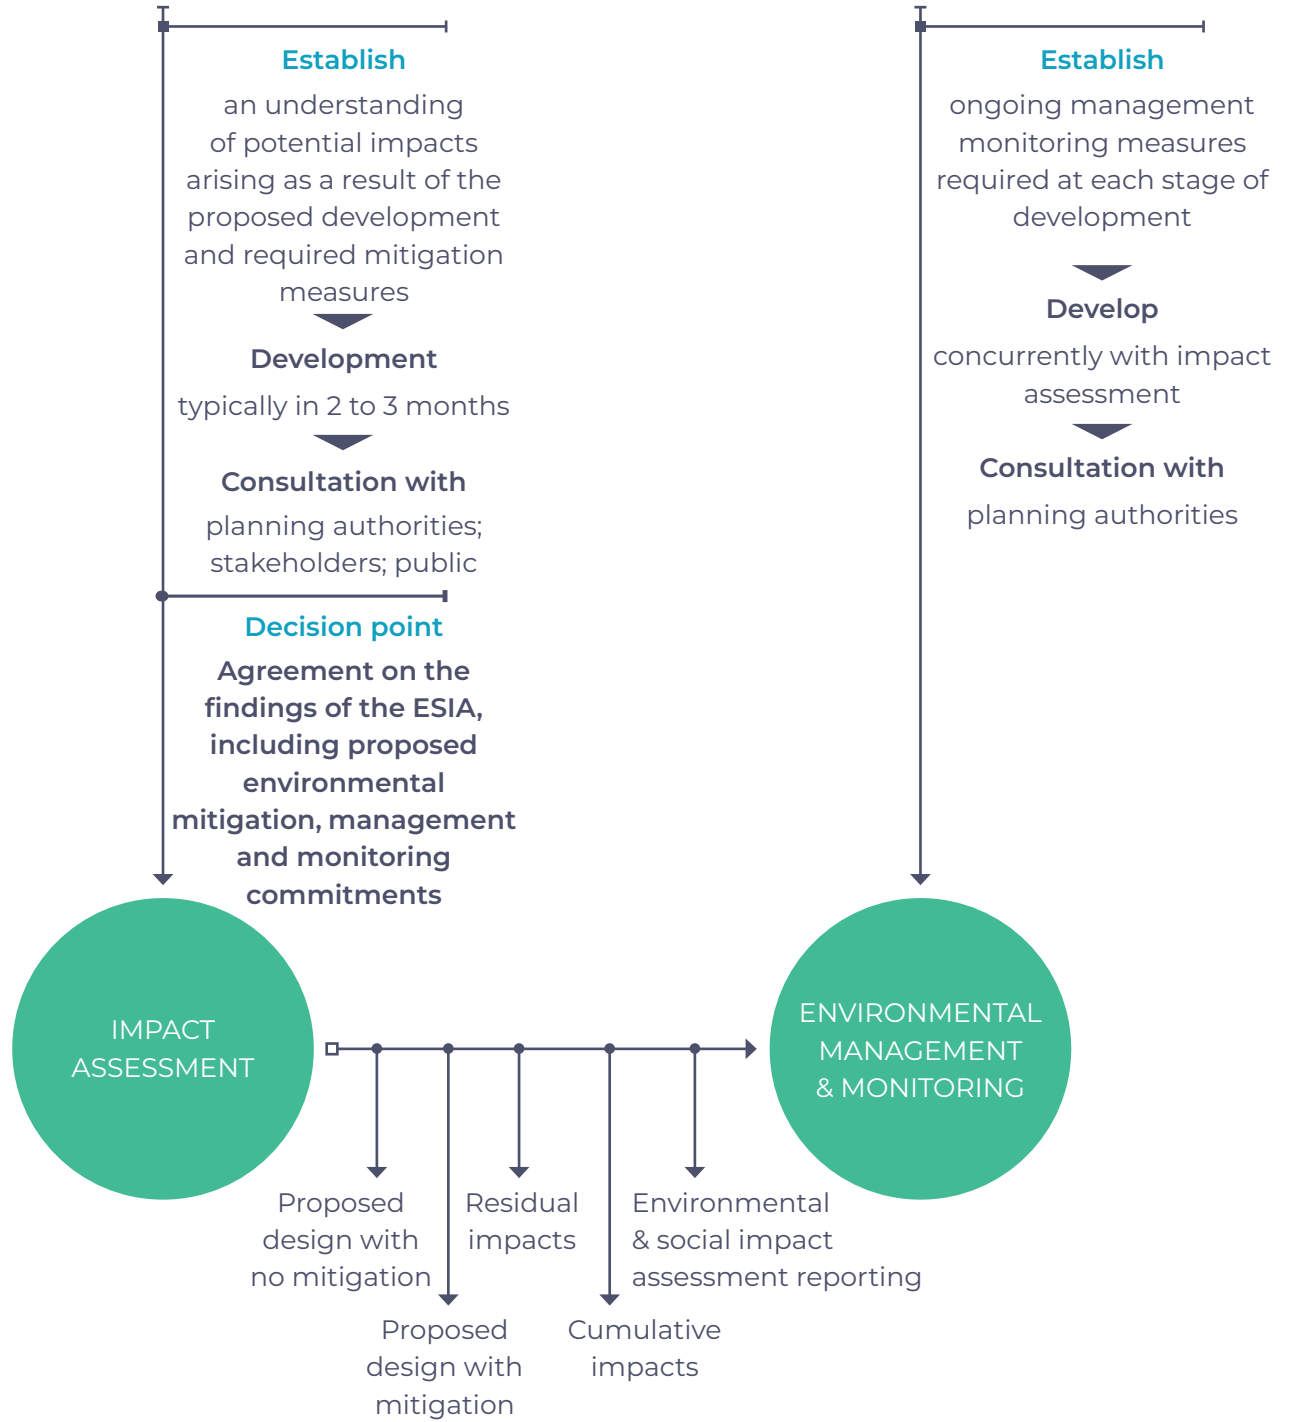 Establish
an understanding
of potential impacts
arising as a result of the
proposed development
and required mitigation
measures
Development
typically in 2 to 3 months
Consultation with
planning authorities;
stakeholders; public
Decision point
Agreement on the
findings of the ESIA,
including proposed
environmental
mitigation, management
and monitoring
commitments
Establish
ongoing management
monitoring measures
required at each stage of
development
Develop
concurrently with impact
assessment
Consultation with
planning authorities
IMPACT
ASSESSMENT
ENVIRONMENTAL
MANAGEMENT
& MONITORING
Proposed
design with
no mitigation
Proposed
design with
mitigation
Residual
impacts
Cumulative
impacts
Environmental
& social impact
assessment reporting